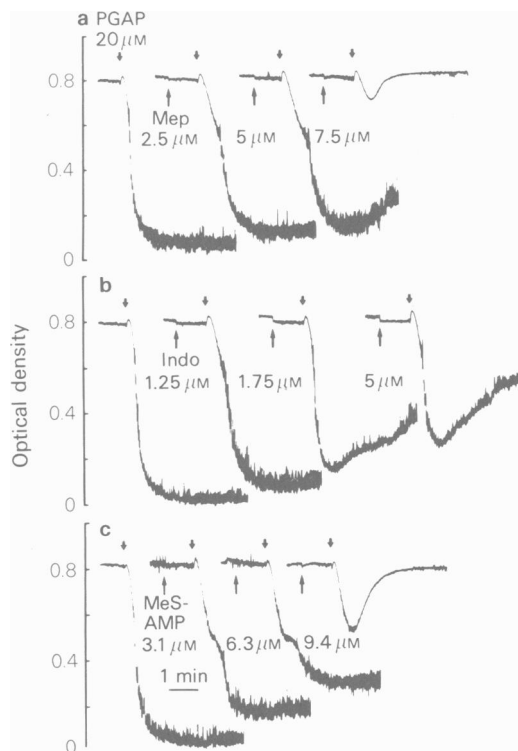 a PGAP
20 μM
0.8
Mep
2.5 μM 5 μM 7.5 μM
0.4
0
b
0.8
Indo
1.25 μM 1.75 μM 5 μM
0.4
0
Optical density
c
0.8
MeS-
AMP
3.1 μM 6.3 μM 9.4 μM
0.4
1 min
0